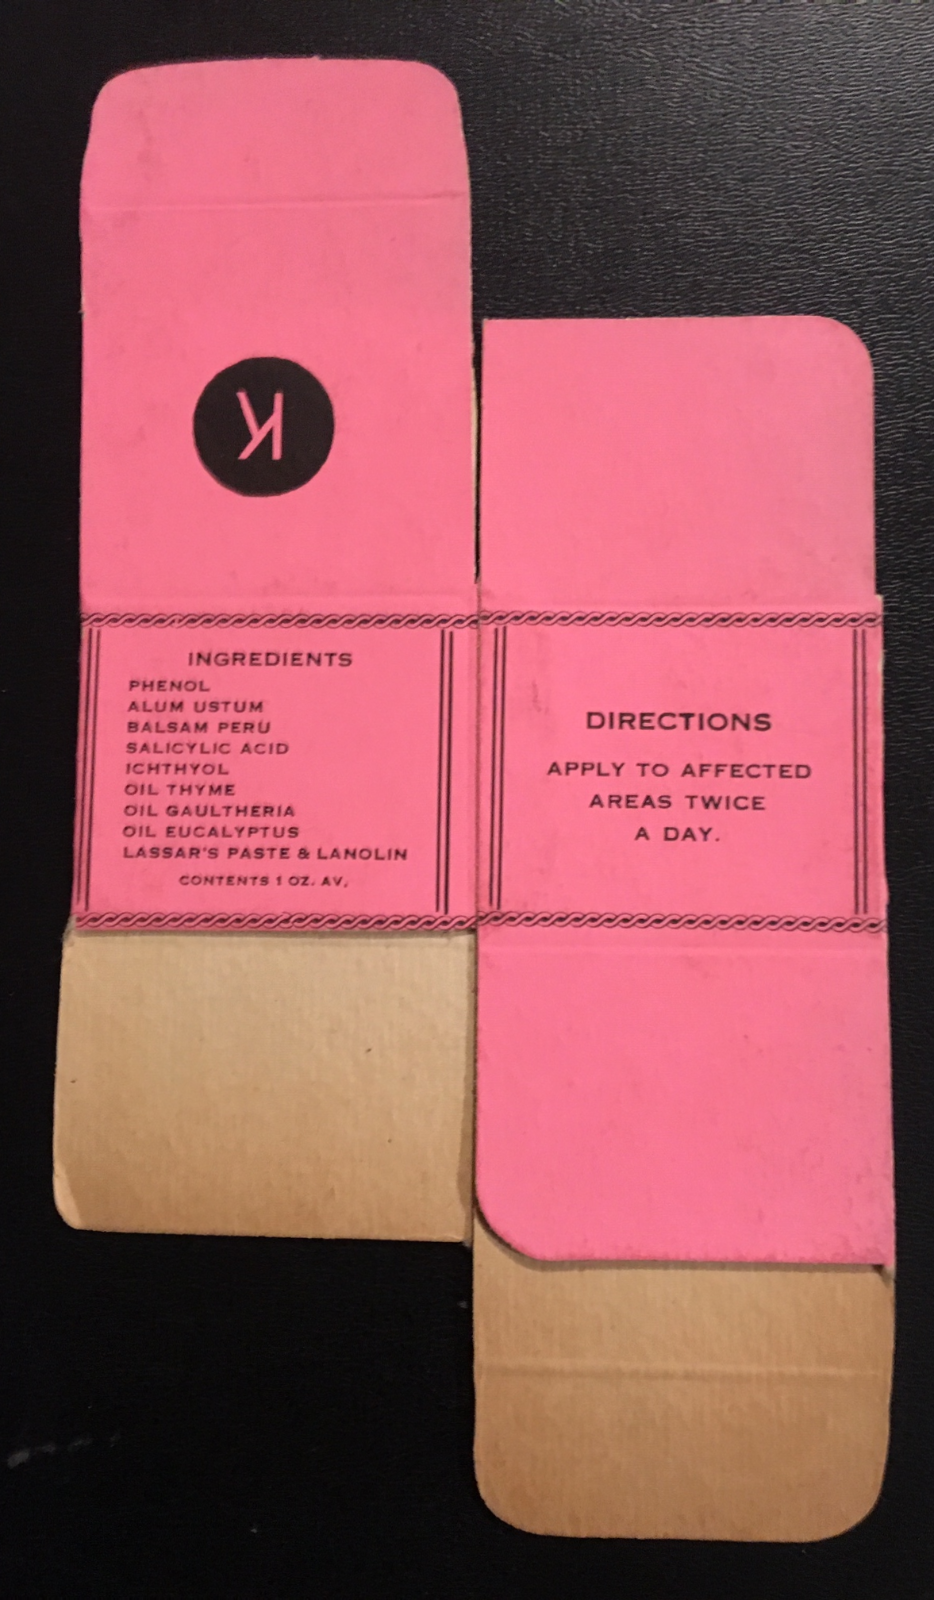 K
INGREDIENTS
PHENOL
ALUM USTUM
BALSAM PERU
SALICYLIC ACID
ICHTHYOL
OIL THYME
OIL GAULTHERIA
OIL EUCALYPTUS
LASSAR'S PASTE & LANOLIN
CONTENTS 1 OZ. AV.
DIRECTIONS
APPLY TO AFFECTED
AREAS TWICE
A DAY.